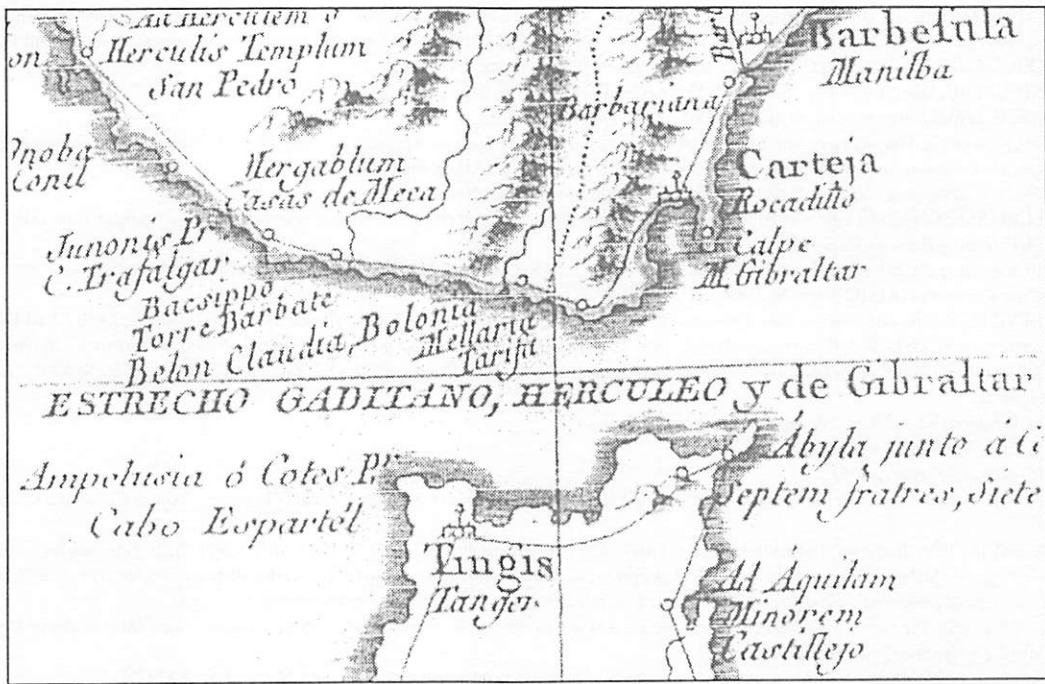 Herculis Templum
San Pedro
Barbesula
Manilba
Barbariana
Onoba
Conil
Mergablum
Casas de Meca
Carteja
Rocadillo
Junonis Pr
C. Trafalgar
Calpe
M. Gibraltar
Baesippo
Torre Barbate
Belon Claudia, Bolonia
Mellaria
Tarifa
ESTRECHO GADITANO, HERCULEO y de Gibraltar
Ampelusia ó Cotes Pr.
Cabo Espartél
Abyla junto a Ce
Septem fratres, Siete
Tingis
Tanger
Ad Aquilam
Minorem
Castillejo